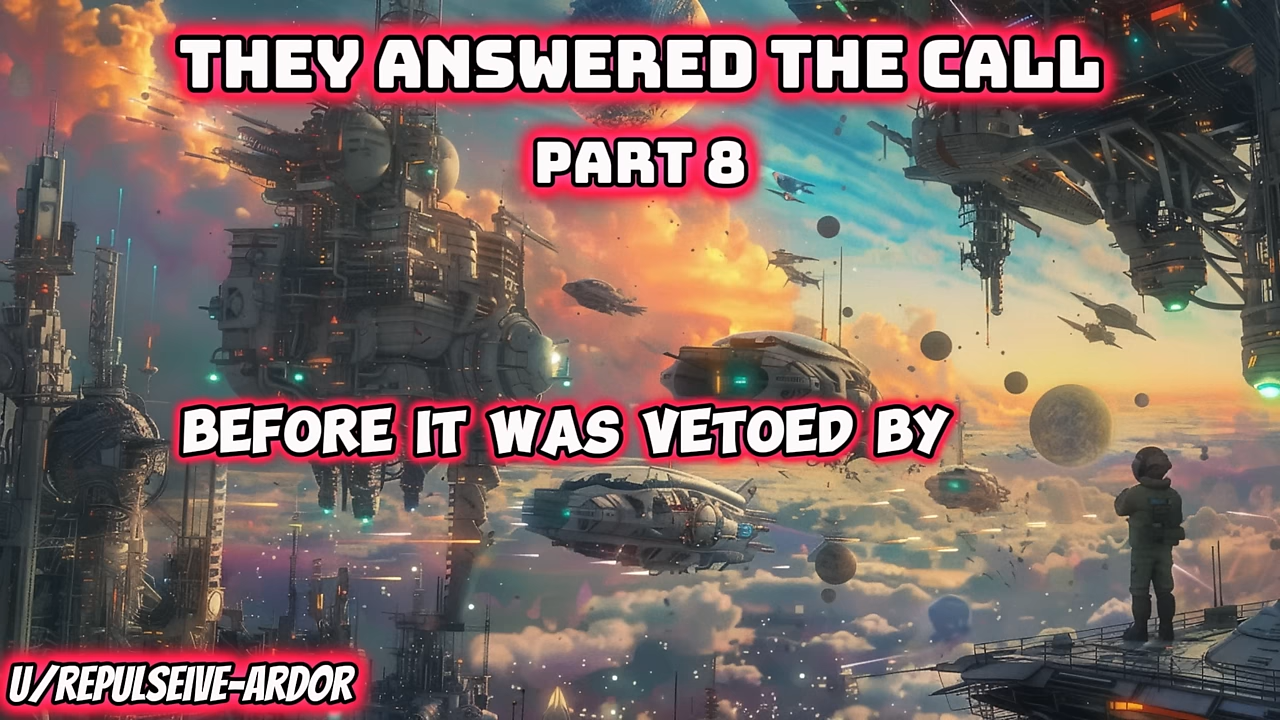 THEY ANSWERED THE CALL
PART 8
BEFORE IT WAS VETOED BY
U/REPULSEIVE-ARDOR